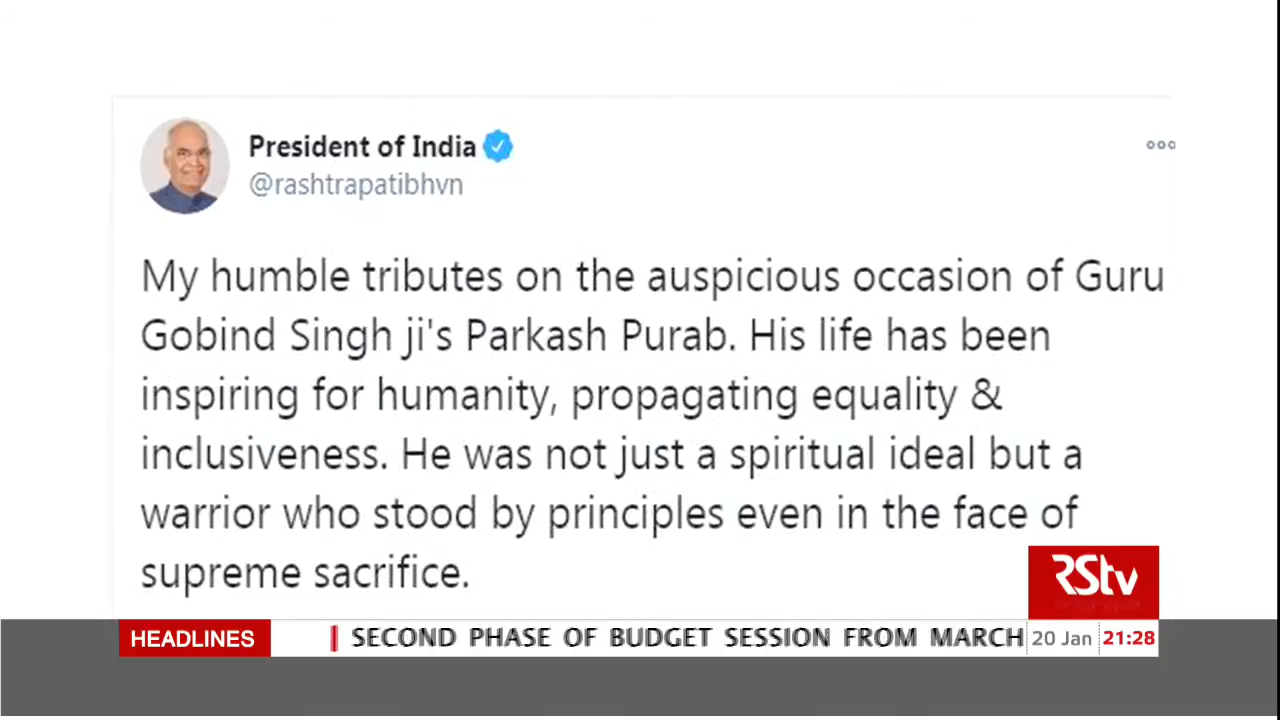 President of India
@rashtrapatibhvn
My humble tributes on the auspicious occasion of Guru
Gobind Singh ji's Parkash Purab. His life has been
inspiring for humanity, propagating equality &
inclusiveness. He was not just a spiritual ideal but a
warrior who stood by principles even in the face of
supreme sacrifice.
RStv
HEADLINES | SECOND PHASE OF BUDGET SESSION FROM MARCH 20 Jan 21:28